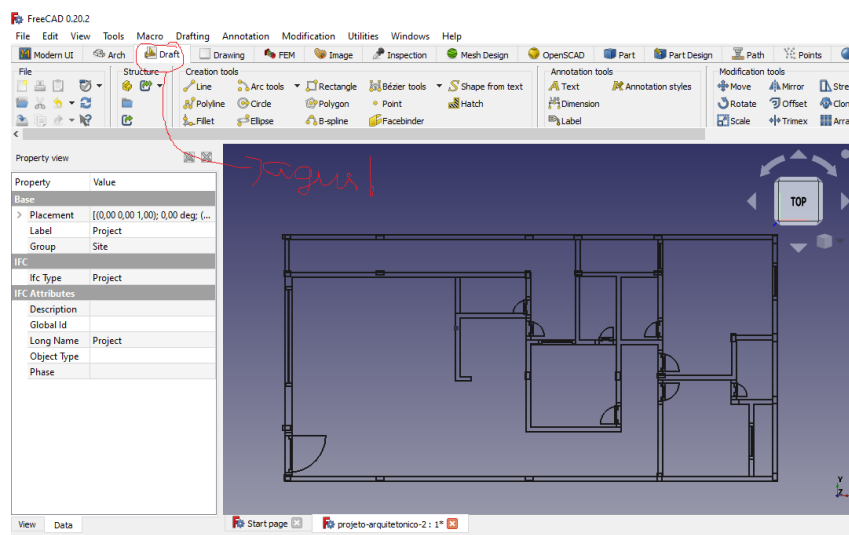 FreeCAD 0.20.2
File Edit View Tools Macro Drafting Annotation Modification Utilities Windows Help
Modern UI Arch Draft Drawing FEM Image Inspection Mesh Design OpenSCAD Part Part Design Path Points
File Structure Creation tools Annotation tools Modification tools
Line Arc tools Rectangle Bézier tools Shape from text A Text Annotation styles Move Mirror Stre
Polyline Circle Polygon Point Hatch Dimension Rotate Offset Clon
Fillet Ellipse B-spline Facebinder Label Scale Trimex Arra
Property view
Property Value
Base
Placement [(0,00 0,00 1,00); 0,00 deg; (...
Label Project
Group Site
IFC
Ifc Type Project
IFC Attributes
Description
Global Id
Long Name Project
Object Type
Phase
TOP
Y
Z
View Data
Start page projeto-arquitetonico-2 : 1*